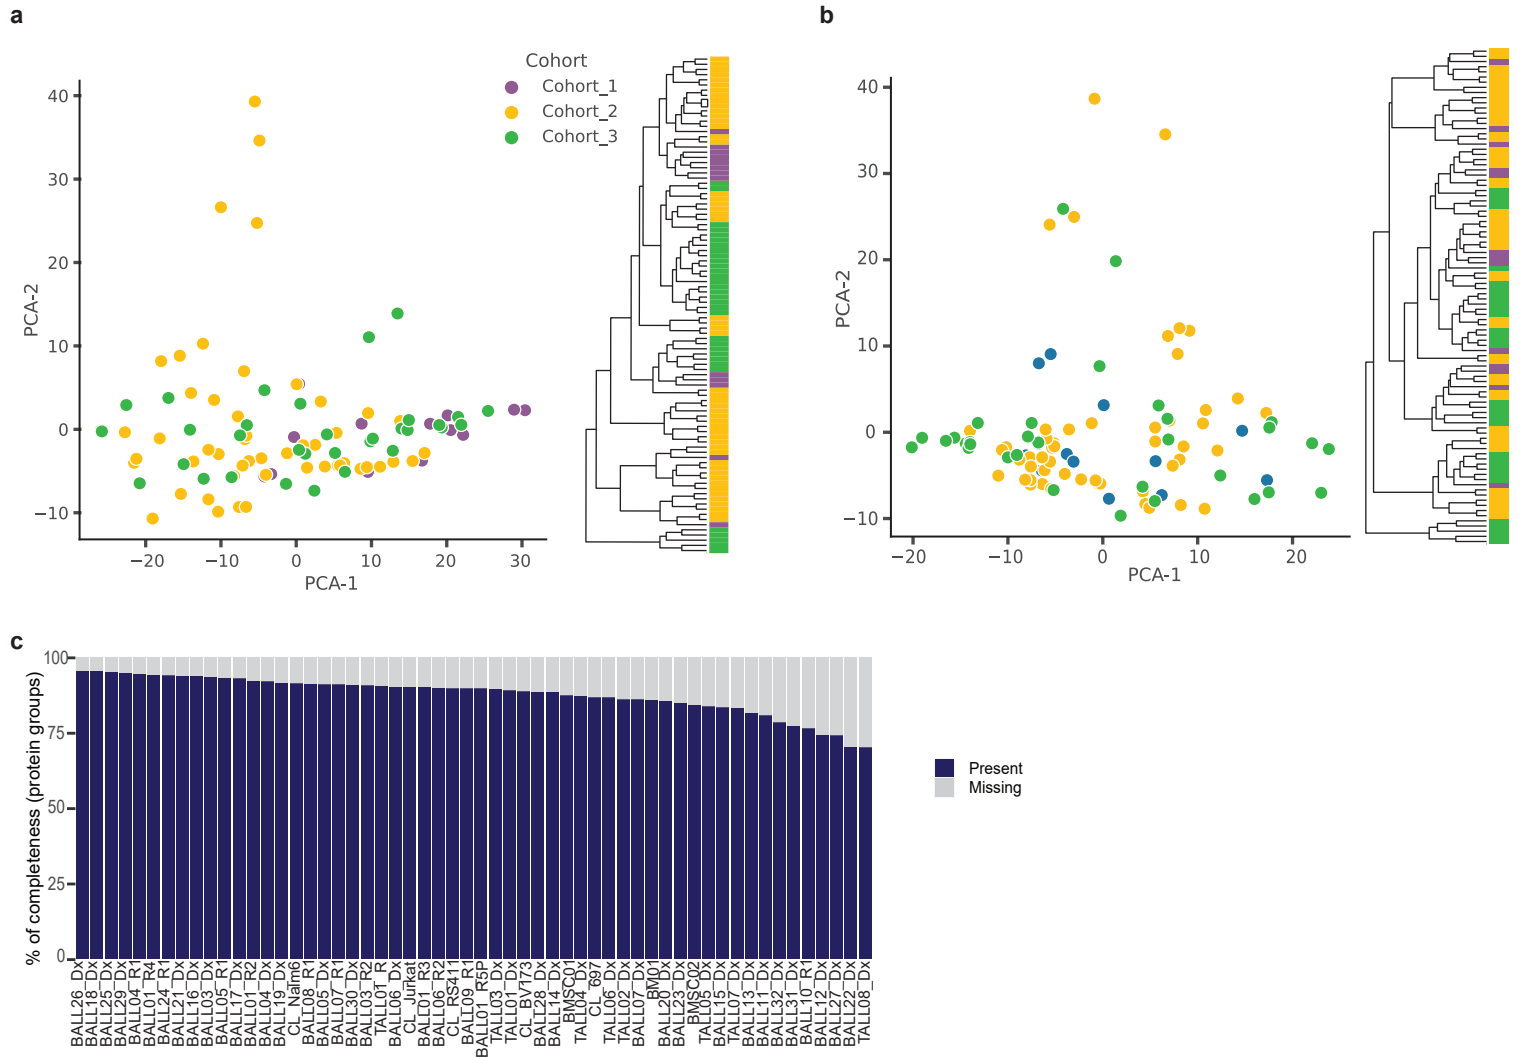 a
b
Cohort
Cohort_1
Cohort_2
Cohort_3
40
30
20
10
0
−10
PCA-2
−20
−10
0
10
20
30
PCA-1
40
30
20
10
0
−10
PCA-2
−20
−10
0
10
20
PCA-1
c
100
75
50
25
0
% of completeness (protein groups)
BALL26_Dx
BALL18_Dx
BALL25_Dx
BALL29_Dx
BALL04_R1
BALL01_R4
BALL24_R1
BALL21_Dx
BALL16_Dx
BALL03_Dx
BALL05_R1
BALL17_Dx
BALL01_R2
BALL04_Dx
BALL19_Dx
CL_Nalm6
BALL08_R1
BALL05_Dx
BALL07_R1
BALL30_Dx
BALL03_R2
TALL01_R
BALL06_Dx
CL_Jurkat
BALL01_R3
BALL06_R2
CL_RS411
BALL09_R1
BALL01_R5P
TALL03_Dx
TALL01_Dx
CL_BV173
BALL28_Dx
BALL14_Dx
BMSC01
TALL04_Dx
CL_697
TALL06_Dx
TALL02_Dx
BALL07_Dx
BM01
BALL20_Dx
BALL23_Dx
BMSC02
TALL05_Dx
BALL15_Dx
TALL07_Dx
BALL13_Dx
BALL11_Dx
BALL32_Dx
BALL31_Dx
BALL10_R1
BALL12_Dx
BALL27_Dx
BALL22_Dx
TALL08_Dx
Present
Missing